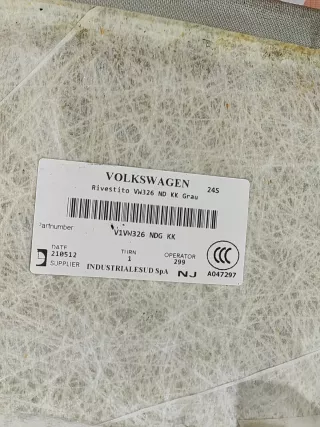 VOLKSWAGEN 24S
Rivestito VW326 ND KK Grau
Partnumber V1VW326 NDG KK
DATE TURN OPERATOR
210512 1 299
SUPPLIER INDUSTRIALESUD SpA NJ A047297
CCC